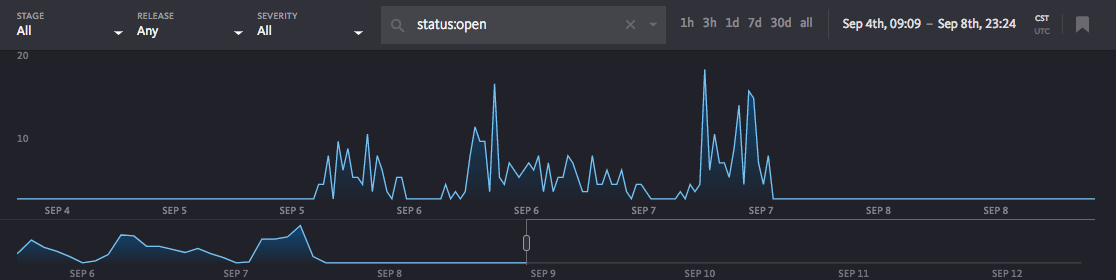 STAGE RELEASE SEVERITY
All Any All status:open 1h 3h 1d 7d 30d all Sep 4th, 09:09 – Sep 8th, 23:24 CST
UTC
20
10
SEP 4 SEP 5 SEP 5 SEP 6 SEP 6 SEP 7 SEP 7 SEP 8 SEP 8
SEP 6 SEP 7 SEP 8 SEP 9 SEP 10 SEP 11 SEP 12